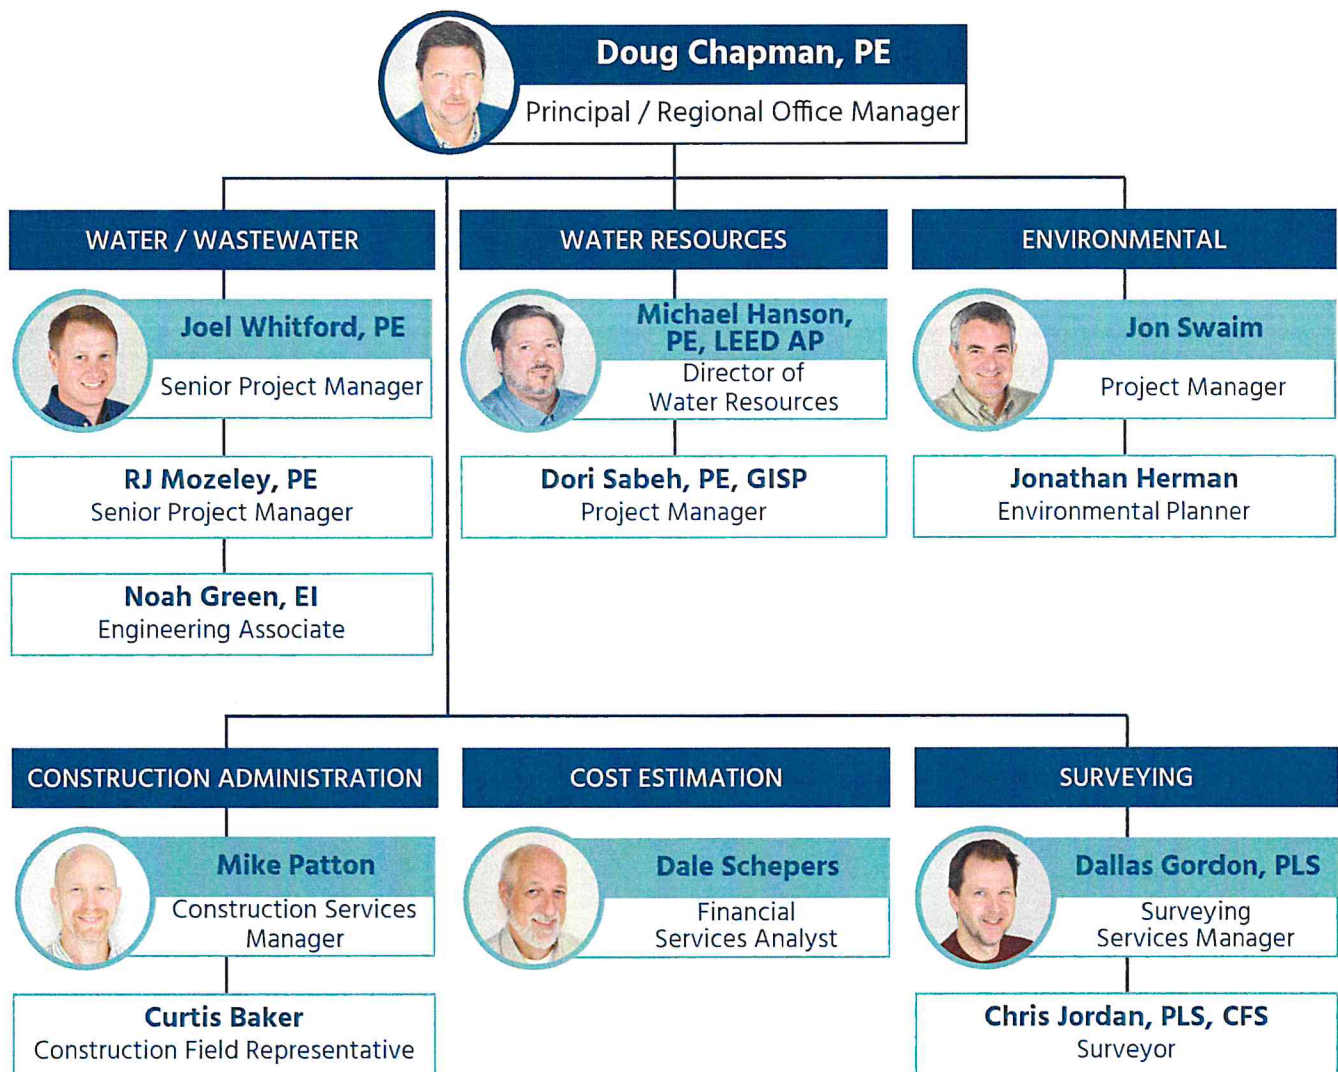 Doug Chapman, PE
Principal / Regional Office Manager
WATER / WASTEWATER
Joel Whitford, PE
Senior Project Manager
RJ Mozeley, PE
Senior Project Manager
Noah Green, EI
Engineering Associate
WATER RESOURCES
Michael Hanson,
PE, LEED AP
Director of
Water Resources
Dori Sabeh, PE, GISP
Project Manager
ENVIRONMENTAL
Jon Swaim
Project Manager
Jonathan Herman
Environmental Planner
CONSTRUCTION ADMINISTRATION
Mike Patton
Construction Services
Manager
Curtis Baker
Construction Field Representative
COST ESTIMATION
Dale Schepers
Financial
Services Analyst
SURVEYING
Dallas Gordon, PLS
Surveying
Services Manager
Chris Jordan, PLS, CFS
Surveyor